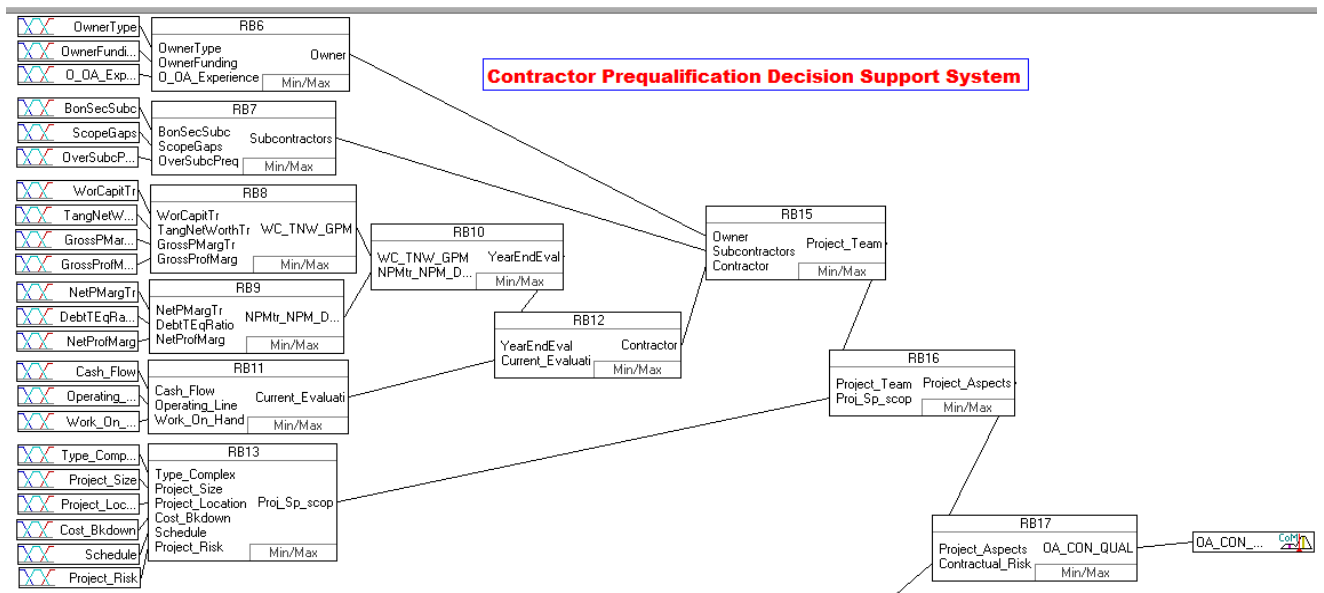 Contractor Prequalification Decision Support System
OwnerType
OwnerFundi...
O_OA_Exp...
RB6
OwnerType
OwnerFunding
O_OA_Experience
Owner
Min/Max
BonSecSubc
ScopeGaps
OverSubcP...
RB7
BonSecSubc
ScopeGaps
OverSubcPreq
Subcontractors
Min/Max
WorCapitTr
TangNetW...
GrossPMar...
GrossProfM...
RB8
WorCapitTr
TangNetWorthTr
GrossPMargTr
GrossProfMarg
WC_TNW_GPM
Min/Max
NetPMargTr
DebtTEqRa...
NetProfMarg
RB9
NetPMargTr
DebtTEqRatio
NetProfMarg
NPMtr_NPM_D...
Min/Max
RB10
WC_TNW_GPM
NPMtr_NPM_D...
YearEndEval
Min/Max
Cash_Flow
Operating_...
Work_On_...
RB11
Cash_Flow
Operating_Line
Work_On_Hand
Current_Evaluati
Min/Max
RB12
YearEndEval
Current_Evaluati
Contractor
Min/Max
Type_Comp...
Project_Size
Project_Loc...
Cost_Bkdown
Schedule
Project_Risk
RB13
Type_Complex
Project_Size
Project_Location
Cost_Bkdown
Schedule
Project_Risk
Proj_Sp_scop
Min/Max
RB15
Owner
Subcontractors
Contractor
Project_Team
Min/Max
RB16
Project_Team
Proj_Sp_scop
Project_Aspects
Min/Max
RB17
Project_Aspects
Contractual_Risk
OA_CON_QUAL
Min/Max
OA_CON_...
CoM